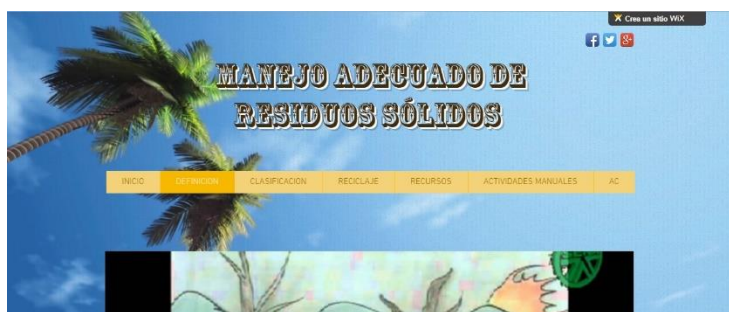 Crea un sitio WiX
MANEJO ADECUADO DE
RESIDUOS SÓLIDOS
INICIO DEFINICION CLASIFICACION RECICLAJE RECURSOS ACTIVIDADES MANUALES AC